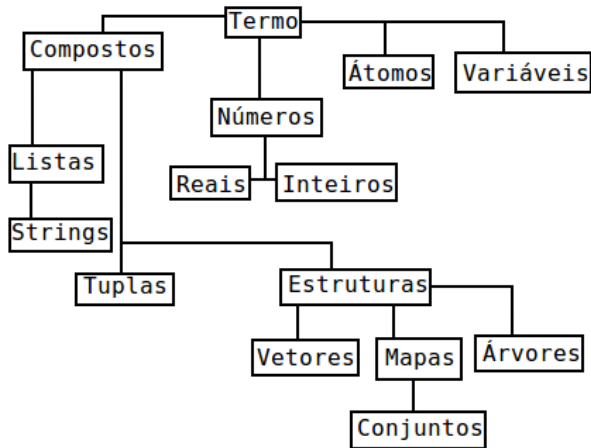 Termo
Compostos
Átomos
Variáveis
Números
Listas
Reais
Inteiros
Strings
Tuplas
Estruturas
Vetores
Mapas
Árvores
Conjuntos